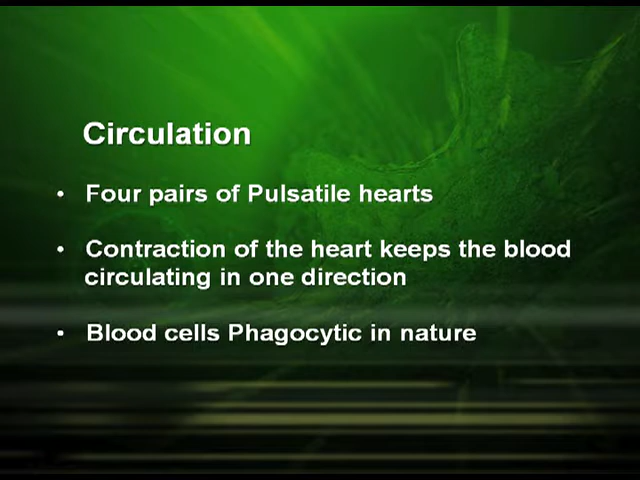 Circulation
• Four pairs of Pulsatile hearts
• Contraction of the heart keeps the blood
circulating in one direction
• Blood cells Phagocytic in nature